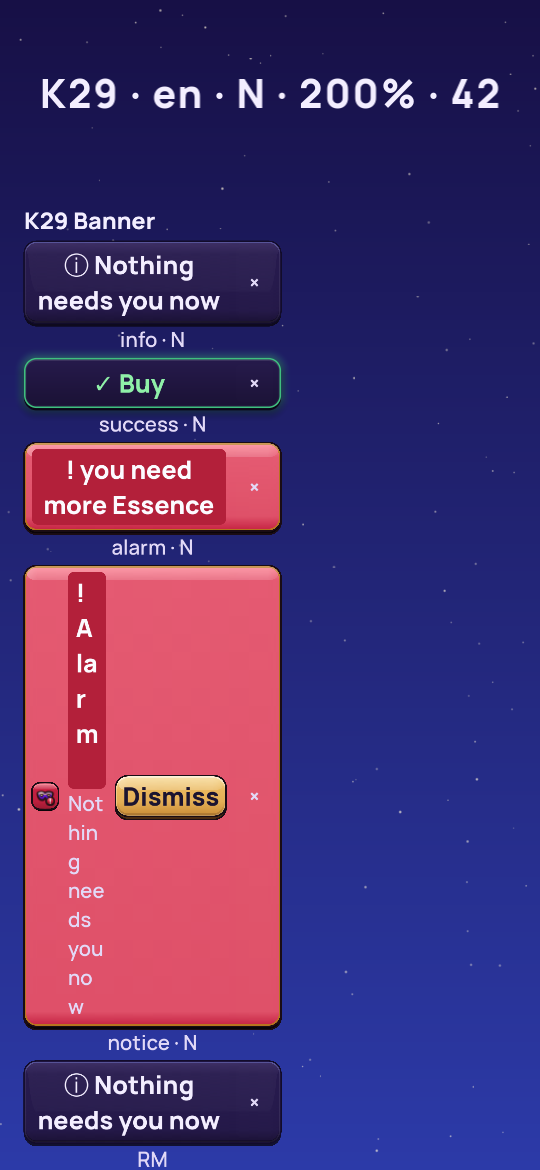 K29 · en · N · 200% · 42
K29 Banner
ⓘ Nothing
needs you now
×
info · N
✓ Buy ×
success · N
! you need
more Essence
×
alarm · N
!
A
la
r
m
Not
hin
g
nee
ds
you
no
w
Dismiss ×
notice · N
ⓘ Nothing
needs you now
×
RM